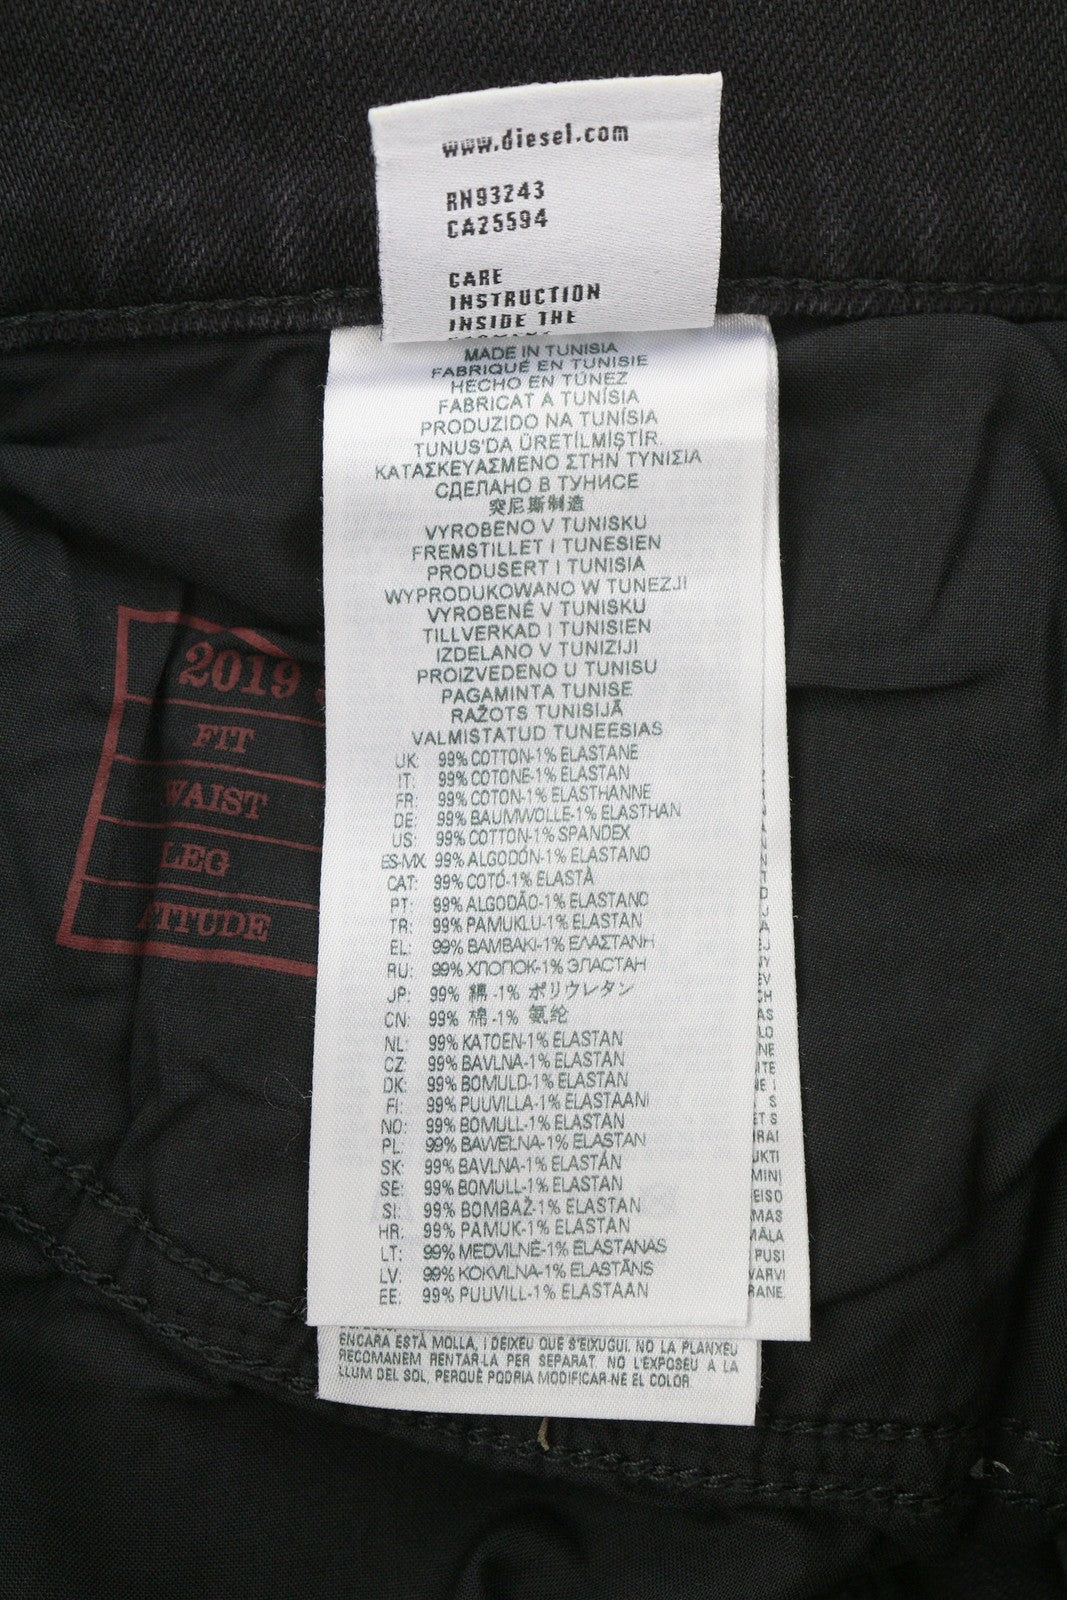 www.diesel.com
RN93243
CA25594
CARE
INSTRUCTION
INSIDE THE
MADE IN TUNISIA
FABRIQUÉ EN TUNISIE
HECHO EN TÚNEZ
FABRICAT A TUNÍSIA
PRODUZIDO NA TUNÍSIA
TUNUS'DA ÜRETİLMİŞTİR.
ΚΑΤΑΣΚΕΥΑΣΜΕΝΟ ΣΤΗΝ ΤΥΝΙΣΙΑ
СДЕЛАНО В ТУНИСЕ
突尼斯制造
VYROBENO V TUNISKU
FREMSTILLET I TUNESIEN
PRODUSERT I TUNISIA
WYPRODUKOWANO W TUNEZJI
VYROBENÉ V TUNISKU
TILLVERKAD I TUNISIEN
IZDELANO V TUNIZIJI
PROIZVEDENO U TUNISU
PAGAMINTA TUNISE
RAŽOTS TUNISIJĀ
VALMISTATUD TUNEESIAS
UK: 99% COTTON-1% ELASTANE
IT: 99% COTONE-1% ELASTAN
FR: 99% COTON-1% ELASTHANNE
DE: 99% BAUMWOLLE-1% ELASTHAN
US: 99% COTTON-1% SPANDEX
ES-MX: 99% ALGODÓN-1% ELASTANO
CAT: 99% COTÓ-1% ELASTÀ
PT: 99% ALGODÃO-1% ELASTANO
TR: 99% PAMUKLU-1% ELASTAN
EL: 99% ΒΑΜΒΑΚΙ-1% ΕΛΑΣΤΑΝΗ
RU: 99% ХЛОПОК-1% ЭЛАСТАН
JP: 99% 綿 -1% ポリウレタン
CN: 99% 棉 -1% 氨纶
NL: 99% KATOEN-1% ELASTAN
CZ: 99% BAVLNA-1% ELASTAN
DK: 99% BOMULD-1% ELASTAN
FI: 99% PUUVILLA-1% ELASTAANI
NO: 99% BOMULL-1% ELASTAN
PL: 99% BAWEŁNA-1% ELASTAN
SK: 99% BAVLNA-1% ELASTÁN
SE: 99% BOMULL-1% ELASTAN
SI: 99% BOMBAŽ-1% ELASTAN
HR: 99% PAMUK-1% ELASTAN
LT: 99% MEDVILNĖ-1% ELASTANAS
LV: 99% KOKVILNA-1% ELASTĀNS
EE: 99% PUUVILL-1% ELASTAAN
ENCARA ESTÀ MOLLA, I DEIXEU QUE S'EIXUGUI. NO LA PLANXEU
RECOMANEM RENTAR-LA PER SEPARAT. NO L'EXPOSEU A LA
LLUM DEL SOL, PERQUÈ PODRIA MODIFICAR-NE EL COLOR.
2019
FIT
WAIST
LEG